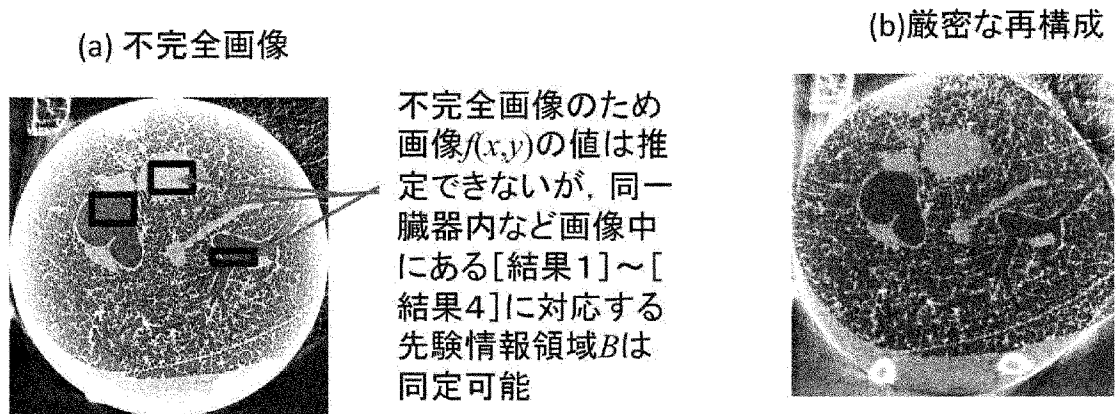 (a) 不完全画像
不完全画像のため
画像f(x,y)の値は推
定できないが，同一
臓器内など画像中
にある[結果１]～[
結果４]に対応する
先験情報領域Bは
同定可能
(b)厳密な再構成